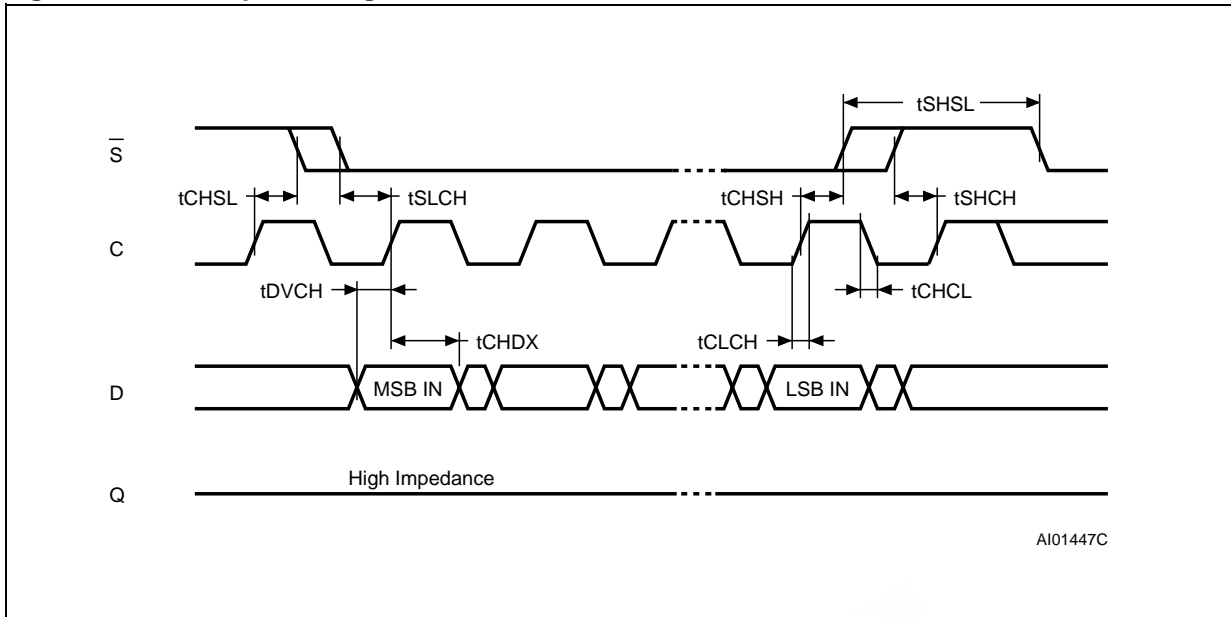 tSHSL
S
tCHSL
tSLCH
tCHSH
tSHCH
C
tDVCH
tCHCL
tCHDX
tCLCH
D
MSB IN
LSB IN
High Impedance
Q
AI01447C